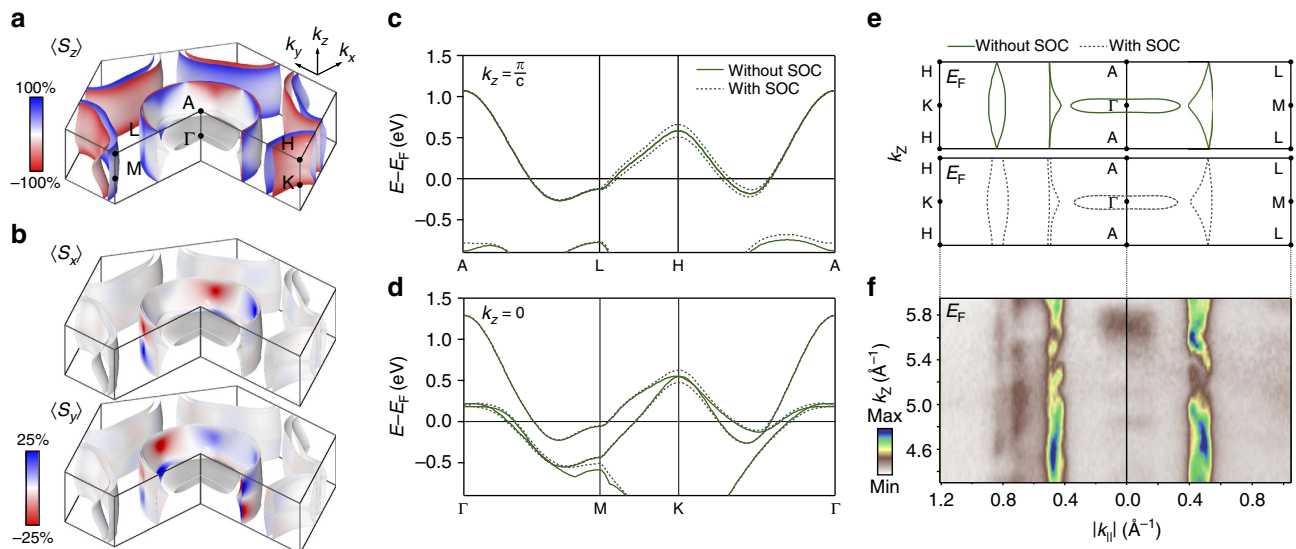 a
⟨Sz⟩
100%
−100%
ky
kz
kx
A
Γ
L
M
H
K
b
⟨Sx⟩
⟨Sy⟩
25%
−25%
c
kz = π/c
Without SOC
With SOC
E−EF (eV)
1.5
1.0
0.5
0.0
−0.5
A
L
H
A
d
kz = 0
E−EF (eV)
1.5
1.0
0.5
0.0
−0.5
Γ
M
K
Γ
e
Without SOC
With SOC
H
EF
A
L
K
Γ
M
H
A
L
kz
H
EF
A
L
K
Γ
M
H
A
L
f
EF
5.8
5.4
5.0
4.6
kz (Å−1)
Max
Min
1.2
0.8
0.4
0.0
0.4
0.8
|k|||| (Å−1)